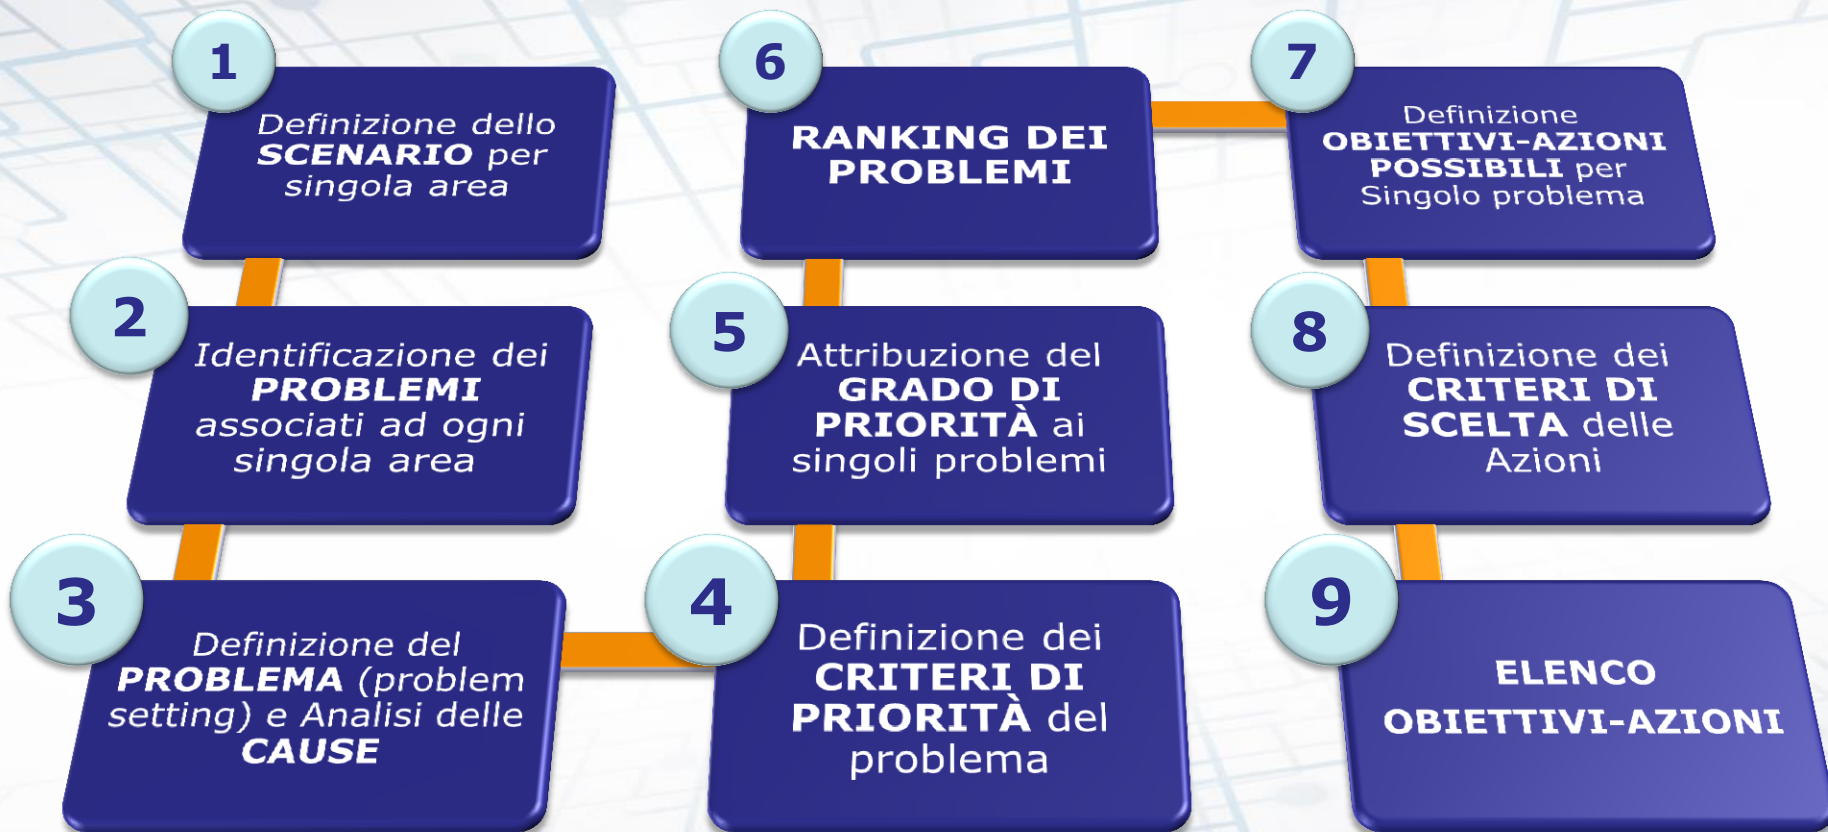 1
Definizione dello
SCENARIO per
singola area
2
Identificazione dei
PROBLEMI
associati ad ogni
singola area
3
Definizione del
PROBLEMA (problem
setting) e Analisi delle
CAUSE
4
Definizione dei
CRITERI DI
PRIORITÀ del
problema
5
Attribuzione del
GRADO DI
PRIORITÀ ai
singoli problemi
6
RANKING DEI
PROBLEMI
7
Definizione
OBIETTIVI-AZIONI
POSSIBILI per
Singolo problema
8
Definizione dei
CRITERI DI
SCELTA delle
Azioni
9
ELENCO
OBIETTIVI-AZIONI